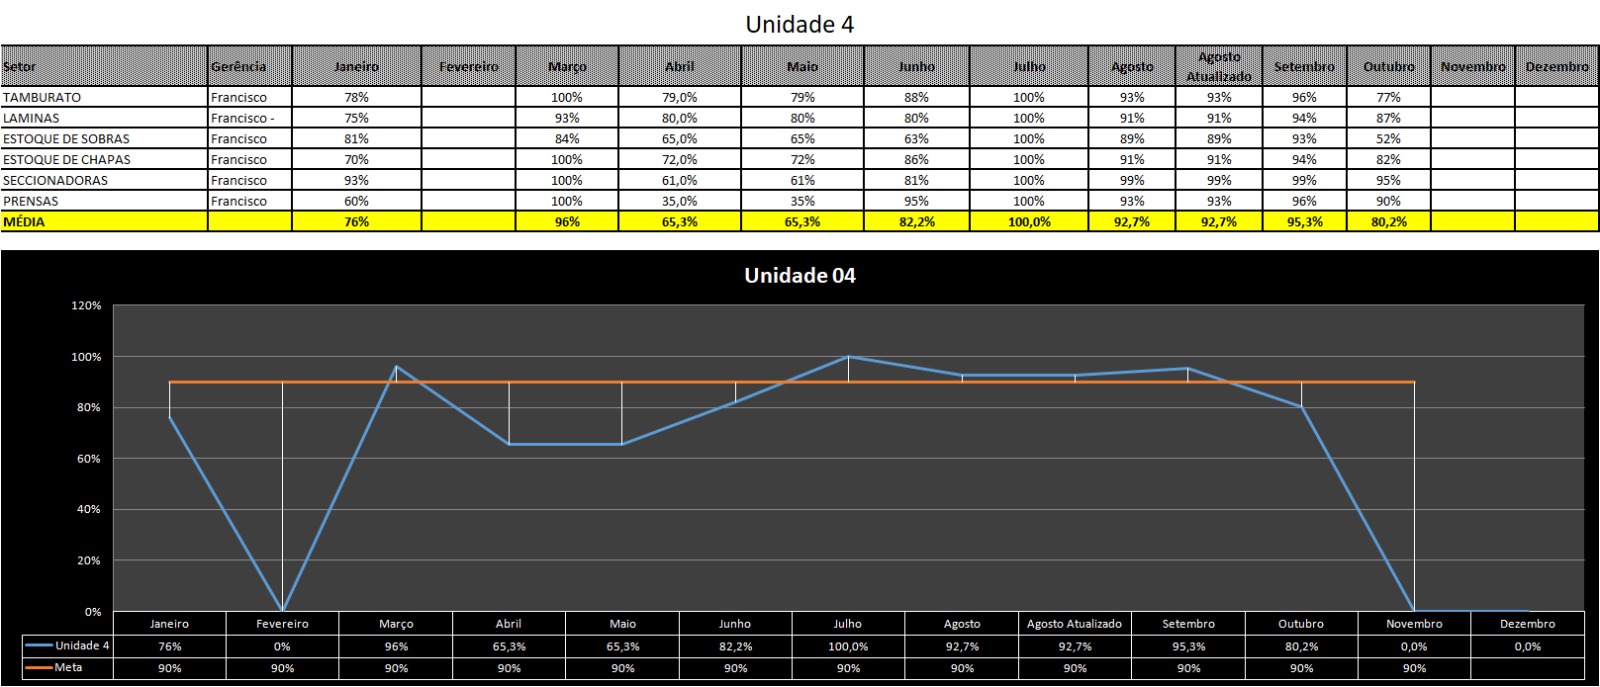 Unidade 4
Setor Gerência Janeiro Fevereiro Março Abril Maio Junho Julho Agosto Agosto Atualizado Setembro Outubro Novembro Dezembro
TAMBURATO Francisco 78% 100% 79,0% 79% 88% 100% 93% 93% 96% 77%
LAMINAS Francisco - 75% 93% 80,0% 80% 80% 100% 91% 91% 94% 87%
ESTOQUE DE SOBRAS Francisco 81% 84% 65,0% 65% 63% 100% 89% 89% 93% 52%
ESTOQUE DE CHAPAS Francisco 70% 100% 72,0% 72% 86% 100% 91% 91% 94% 82%
SECCIONADORAS Francisco 93% 100% 61,0% 61% 81% 100% 99% 99% 99% 95%
PRENSAS Francisco 60% 100% 35,0% 35% 95% 100% 93% 93% 96% 90%
MÉDIA 76% 96% 65,3% 65,3% 82,2% 100,0% 92,7% 92,7% 95,3% 80,2%
Unidade 04
120%
100%
80%
60%
40%
20%
0%
Janeiro Fevereiro Março Abril Maio Junho Julho Agosto Agosto Atualizado Setembro Outubro Novembro Dezembro
Unidade 4 76% 0% 96% 65,3% 65,3% 82,2% 100,0% 92,7% 92,7% 95,3% 80,2% 0,0% 0,0%
Meta 90% 90% 90% 90% 90% 90% 90% 90% 90% 90% 90% 90%